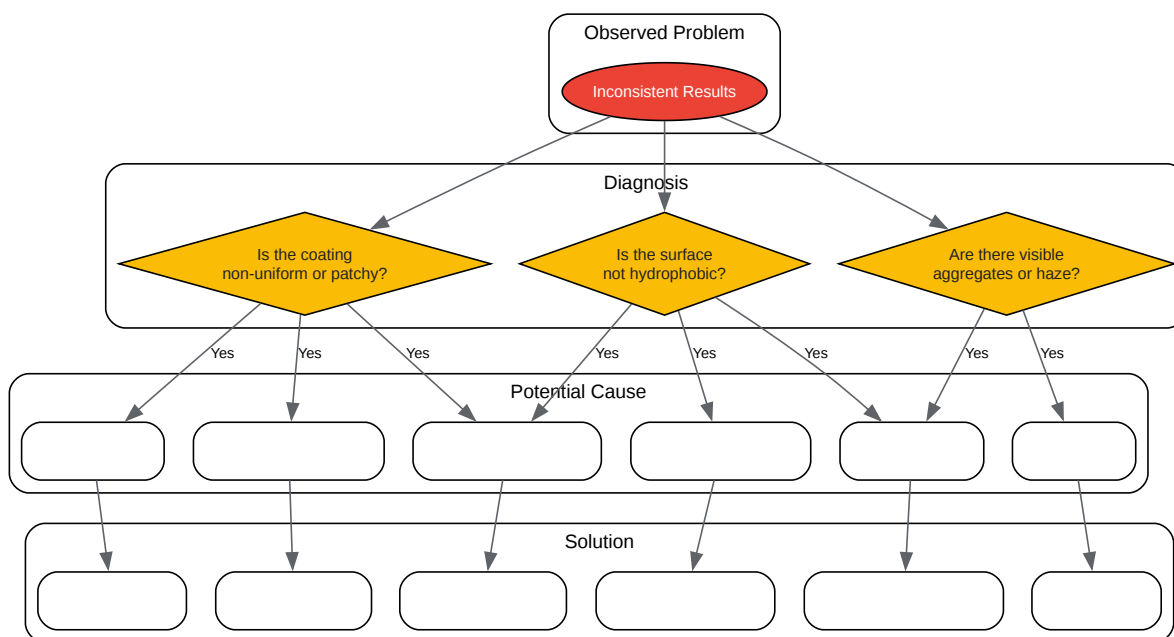 Observed Problem
Inconsistent Results
Diagnosis
Is the coating
non-uniform or patchy?
Is the surface
not hydrophobic?
Are there visible
aggregates or haze?
Yes
Yes
Yes
Yes
Yes
Yes
Yes
Yes
Potential Cause
Solution